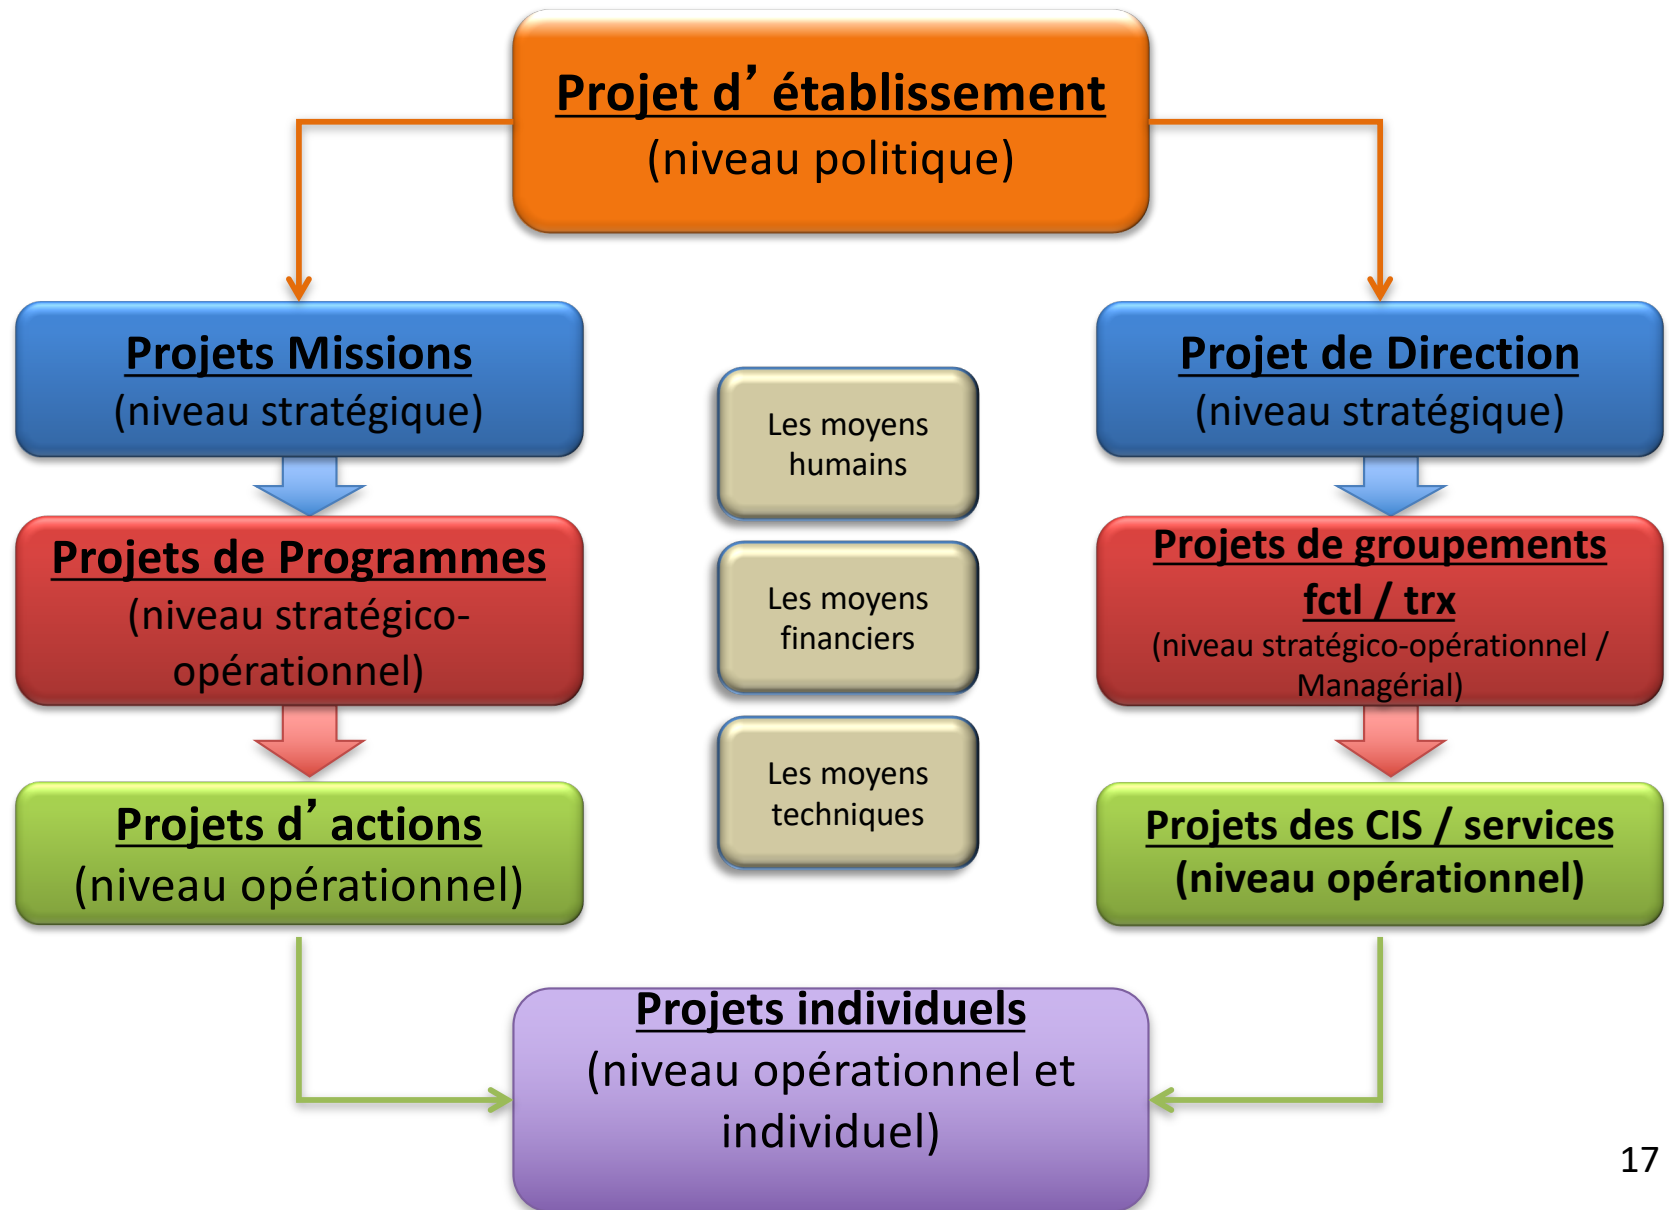 Projet d’ établissement
(niveau politique)
Projets Missions
(niveau stratégique)
Projets de Programmes
(niveau stratégico-
opérationnel)
Projets d’ actions
(niveau opérationnel)
Les moyens
humains
Les moyens
financiers
Les moyens
techniques
Projet de Direction
(niveau stratégique)
Projets de groupements
fctl / trx
(niveau stratégico-opérationnel /
Managérial)
Projets des CIS / services
(niveau opérationnel)
Projets individuels
(niveau opérationnel et
individuel)
17